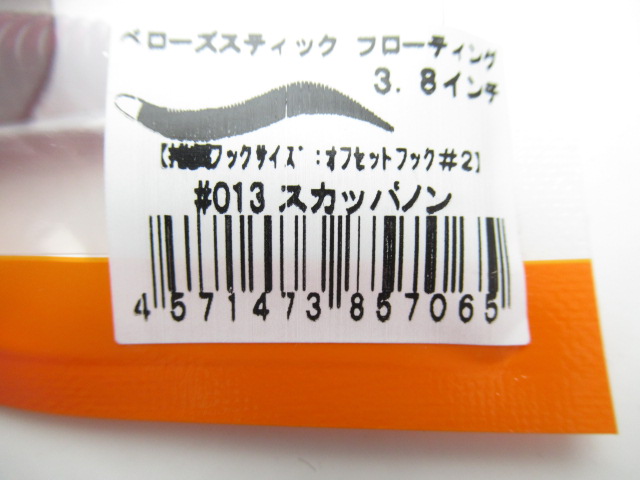 ベローズスティック フローティング
3.8インチ
フックサイズ:オフセットフック#2】
#013 スカッパノン
4 571473 857065